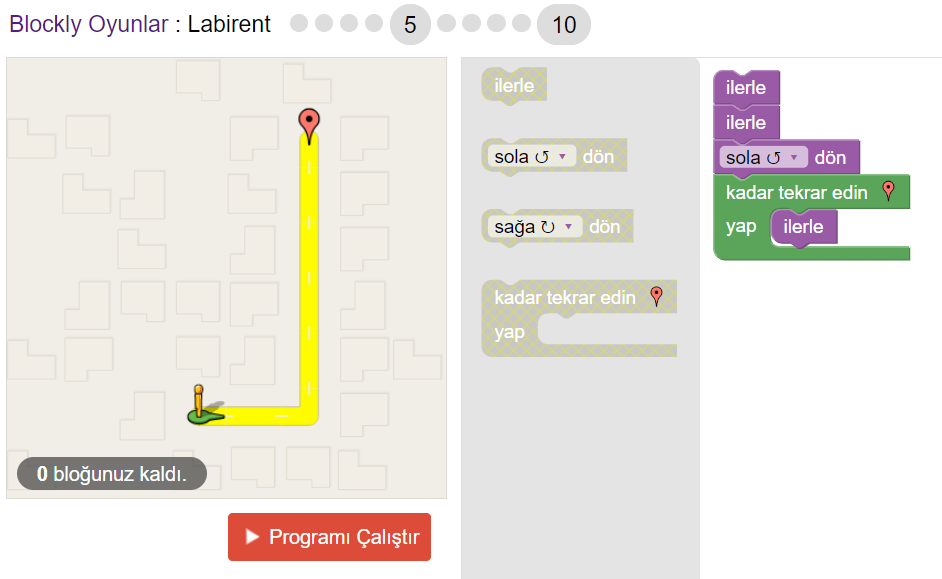 Blockly Oyunlar : Labirent 5 10
0 bloğunuz kaldı.
Programı Çalıştır
ilerle
sola ↺ ▾ dön
sağa ↻ ▾ dön
kadar tekrar edin
yap
ilerle
ilerle
sola ↺ ▾ dön
kadar tekrar edin
yap ilerle